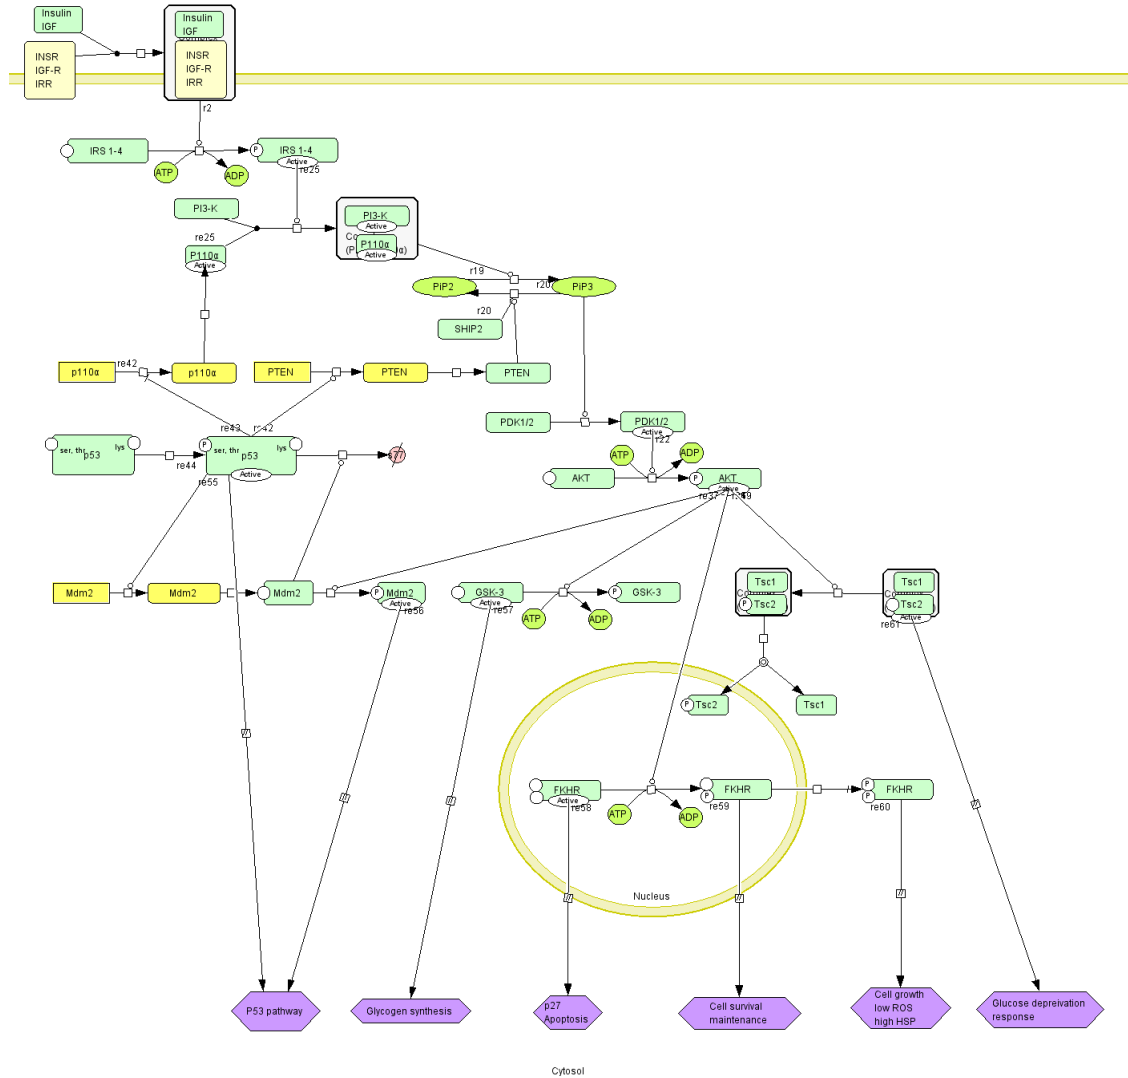 Insulin
IGF
Insulin
IGF
INSR
IGF-R
IRR
INSR
IGF-R
IRR
r2
IRS 1-4
P
IRS 1-4
Active
re25
ATP
ADP
PI3-K
PI3-K
Active
re25
P110α
Active
P110α
Active
r19
PiP2
PiP3
r20
r20
SHIP2
re42
p110α
p110α
PTEN
PTEN
PTEN
PDK1/2
PDK1/2
Active
r22
re43
ser, thr
lys
p53
P
ser, thr
lys
p53
Active
re44
re55
ATP
ADP
AKT
P
AKT
Active
re37
Mdm2
Mdm2
Mdm2
P
Mdm2
Active
re56
GSK-3
Active
re57
P
GSK-3
ATP
ADP
Tsc1
P
Tsc2
Tsc1
Tsc2
Active
re61
P
Tsc2
Tsc1
FKHR
Active
re58
P
FKHR
re59
P
P
FKHR
re60
ATP
ADP
Nucleus
P53 pathway
Glycogen synthesis
p27
Apoptosis
Cell survival
maintenance
Cell growth
low ROS
high HSP
Glucose depreivation
response
Cytosol